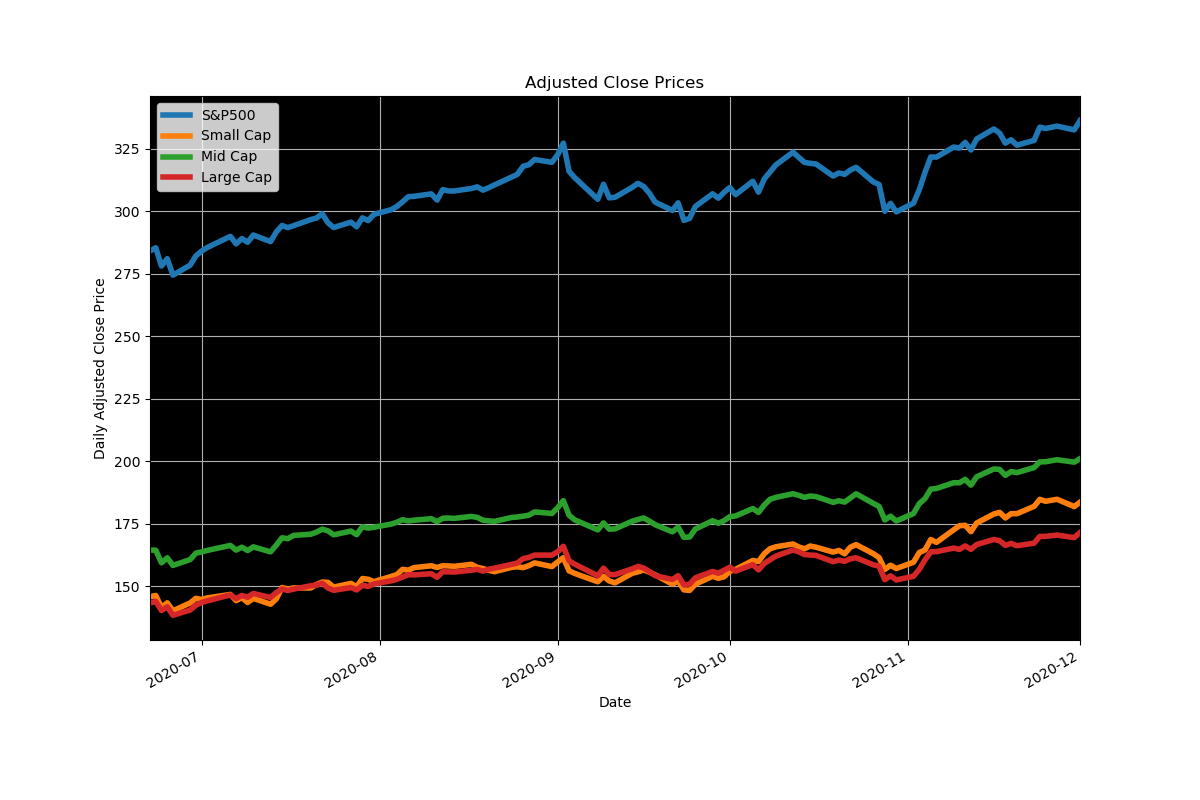 Adjusted Close Prices
S&P500
Small Cap
Mid Cap
Large Cap
325
300
275
250
225
200
175
150
Daily Adjusted Close Price
2020-07
2020-08
2020-09
2020-10
2020-11
2020-12
Date